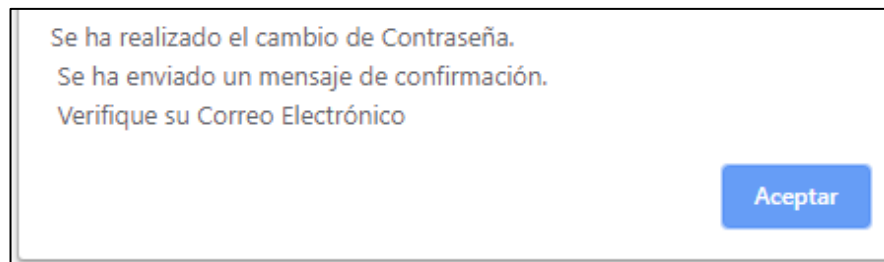 Se ha realizado el cambio de Contraseña.
Se ha enviado un mensaje de confirmación.
Verifique su Correo Electrónico
Aceptar